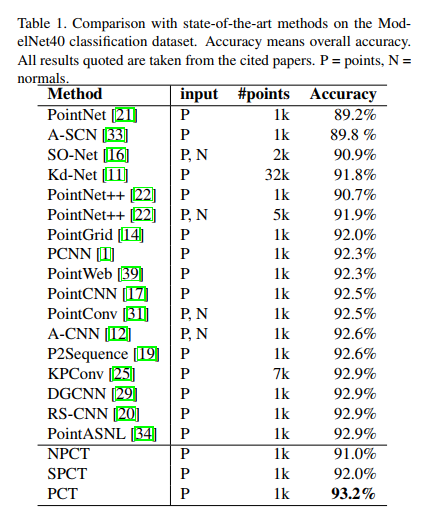 Table 1. Comparison with state-of-the-art methods on the Mod-
elNet40 classification dataset. Accuracy means overall accuracy.
All results quoted are taken from the cited papers. P = points, N =
normals.
Method input #points Accuracy
PointNet [21] P 1k 89.2%
A-SCN [33] P 1k 89.8 %
SO-Net [16] P, N 2k 90.9%
Kd-Net [11] P 32k 91.8%
PointNet++ [22] P 1k 90.7%
PointNet++ [22] P, N 5k 91.9%
PointGrid [14] P 1k 92.0%
PCNN [1] P 1k 92.3%
PointWeb [39] P 1k 92.3%
PointCNN [17] P 1k 92.5%
PointConv [31] P, N 1k 92.5%
A-CNN [12] P, N 1k 92.6%
P2Sequence [19] P 1k 92.6%
KPConv [25] P 7k 92.9%
DGCNN [29] P 1k 92.9%
RS-CNN [20] P 1k 92.9%
PointASNL [34] P 1k 92.9%
NPCT P 1k 91.0%
SPCT P 1k 92.0%
PCT P 1k 93.2%